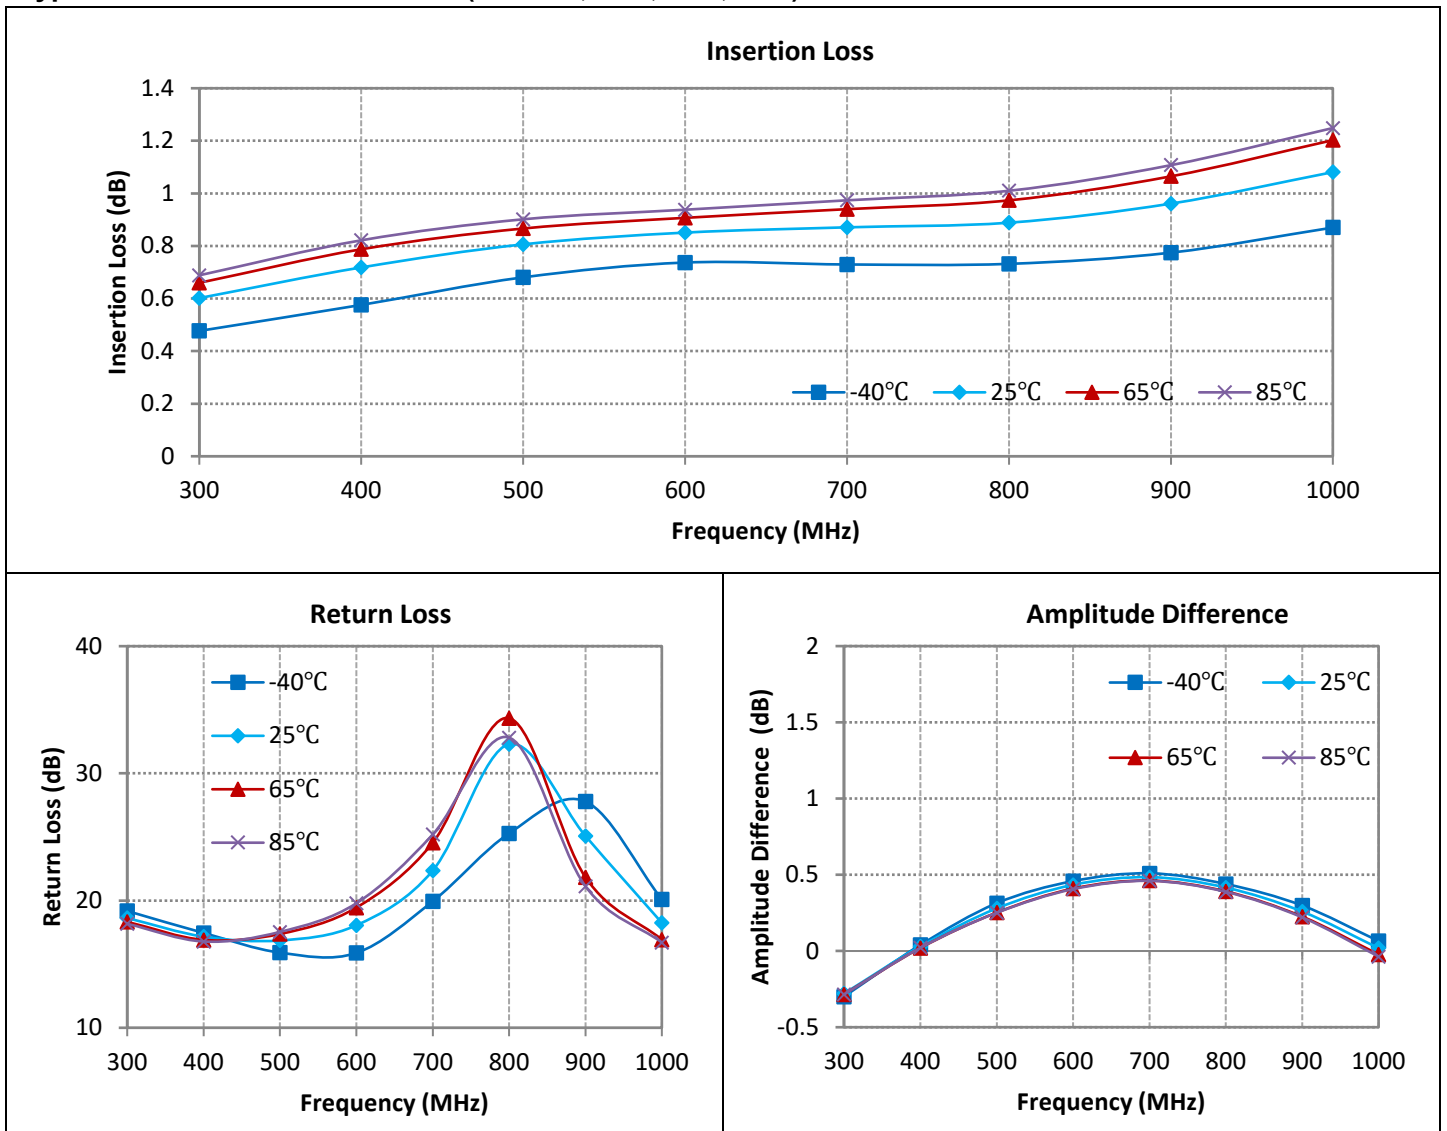 Insertion Loss
1.4
1.2
1
0.8
0.6
0.4
0.2
0
Insertion Loss (dB)
-40℃ 25℃ 65℃ 85℃
300 400 500 600 700 800 900 1000
Frequency (MHz)
Return Loss
40
30
20
10
Return Loss (dB)
-40℃
25℃
65℃
85℃
300 400 500 600 700 800 900 1000
Frequency (MHz)
Amplitude Difference
2
1.5
1
0.5
0
-0.5
Amplitude Difference (dB)
-40℃ 25℃
65℃ 85℃
300 400 500 600 700 800 900 1000
Frequency (MHz)